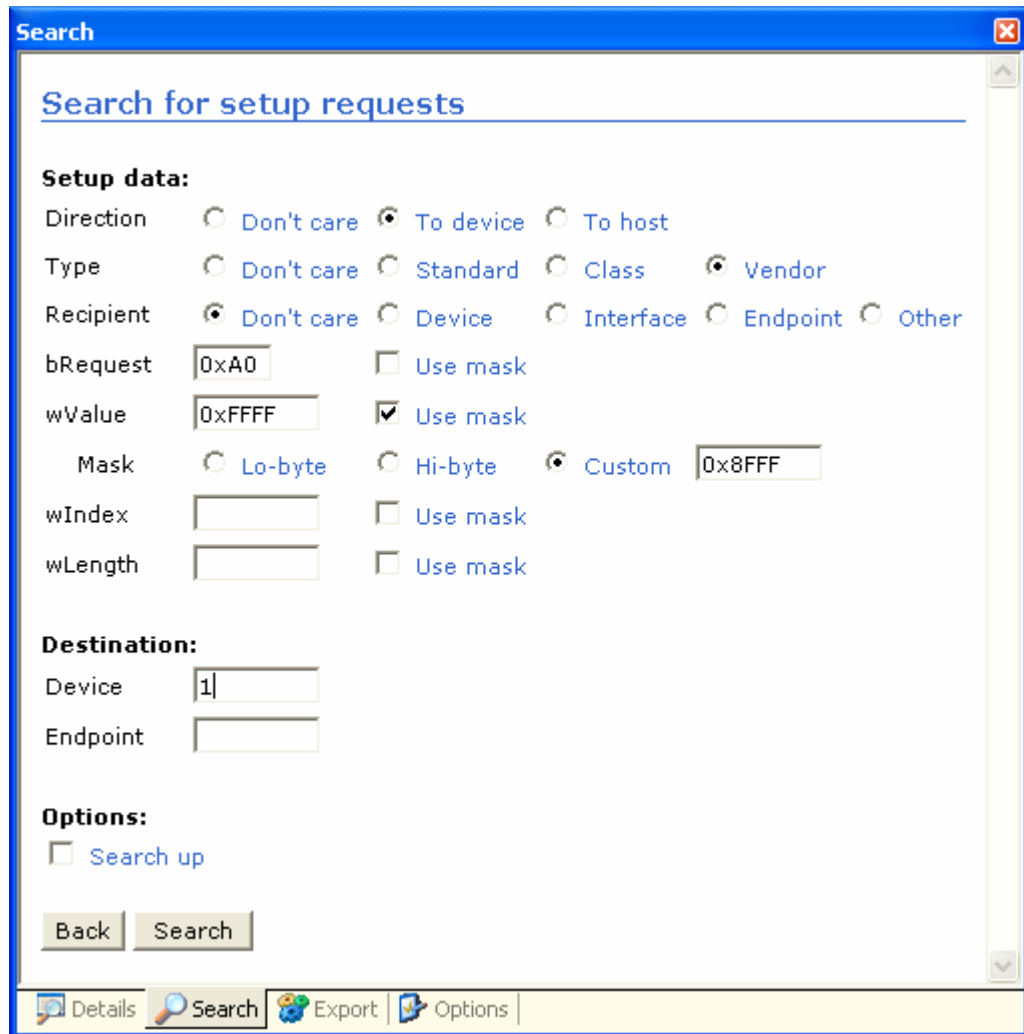 Search
Search for setup requests
Setup data:
Direction Don't care To device To host
Type Don't care Standard Class Vendor
Recipient Don't care Device Interface Endpoint Other
bRequest 0xA0 Use mask
wValue 0xFFFF Use mask
Mask Lo-byte Hi-byte Custom 0x8FFF
wIndex Use mask
wLength Use mask
Destination:
Device 1
Endpoint
Options:
Search up
Back Search
Details Search Export Options